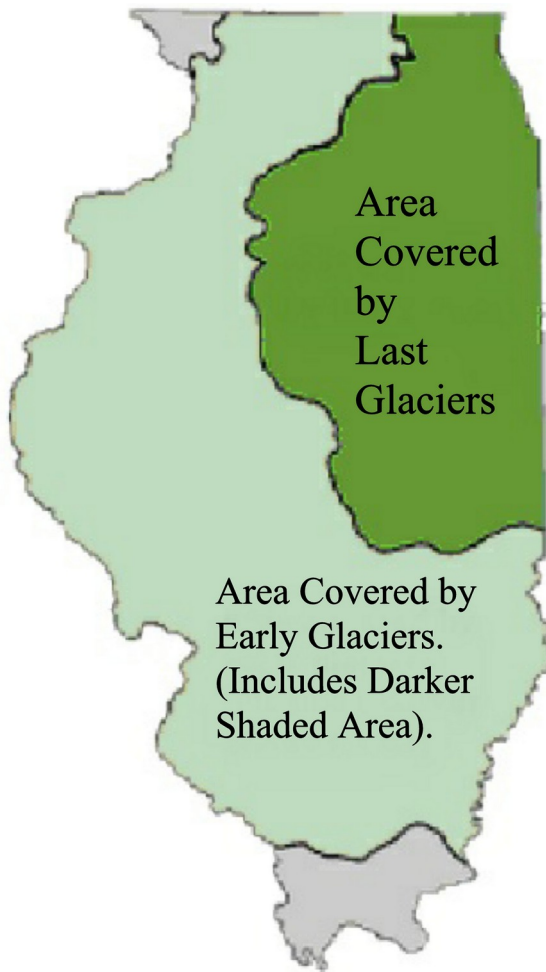 Area
Covered
by
Last
Glaciers
Area Covered by
Early Glaciers.
(Includes Darker
Shaded Area).